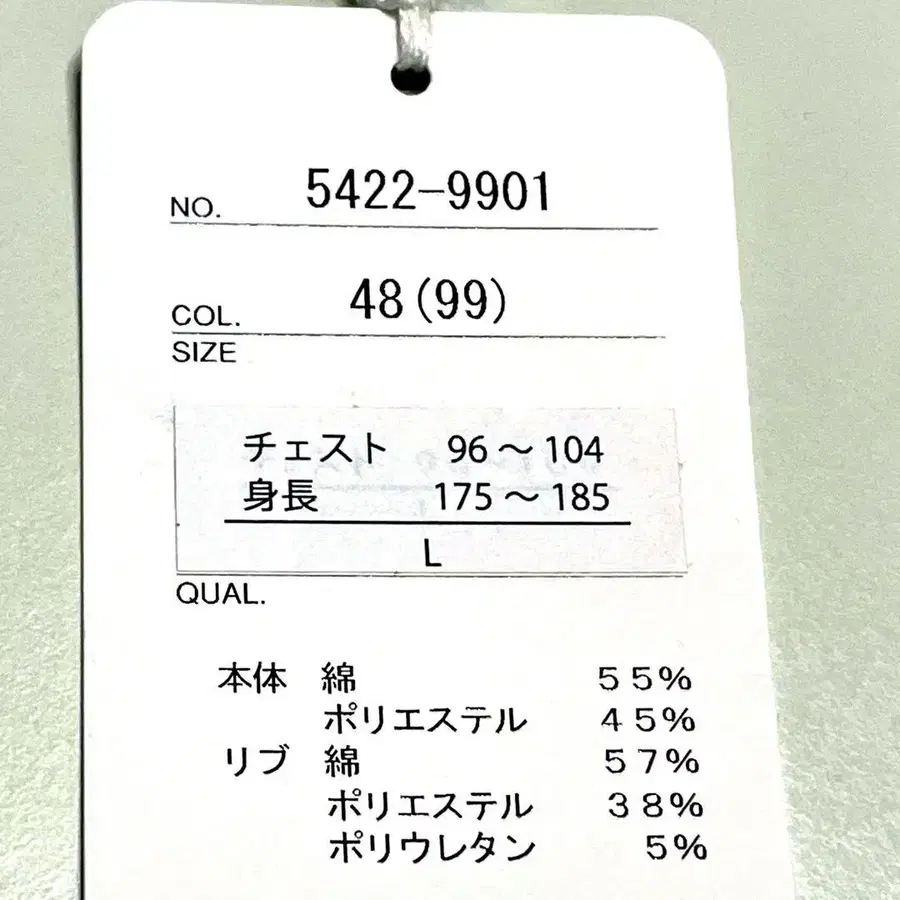 NO. 5422-9901
COL. 48(99)
SIZE
チェスト 96～104
身長 175～185
L
QUAL.
本体 綿 55%
ポリエステル 45%
リブ 綿 57%
ポリエステル 38%
ポリウレタン 5%